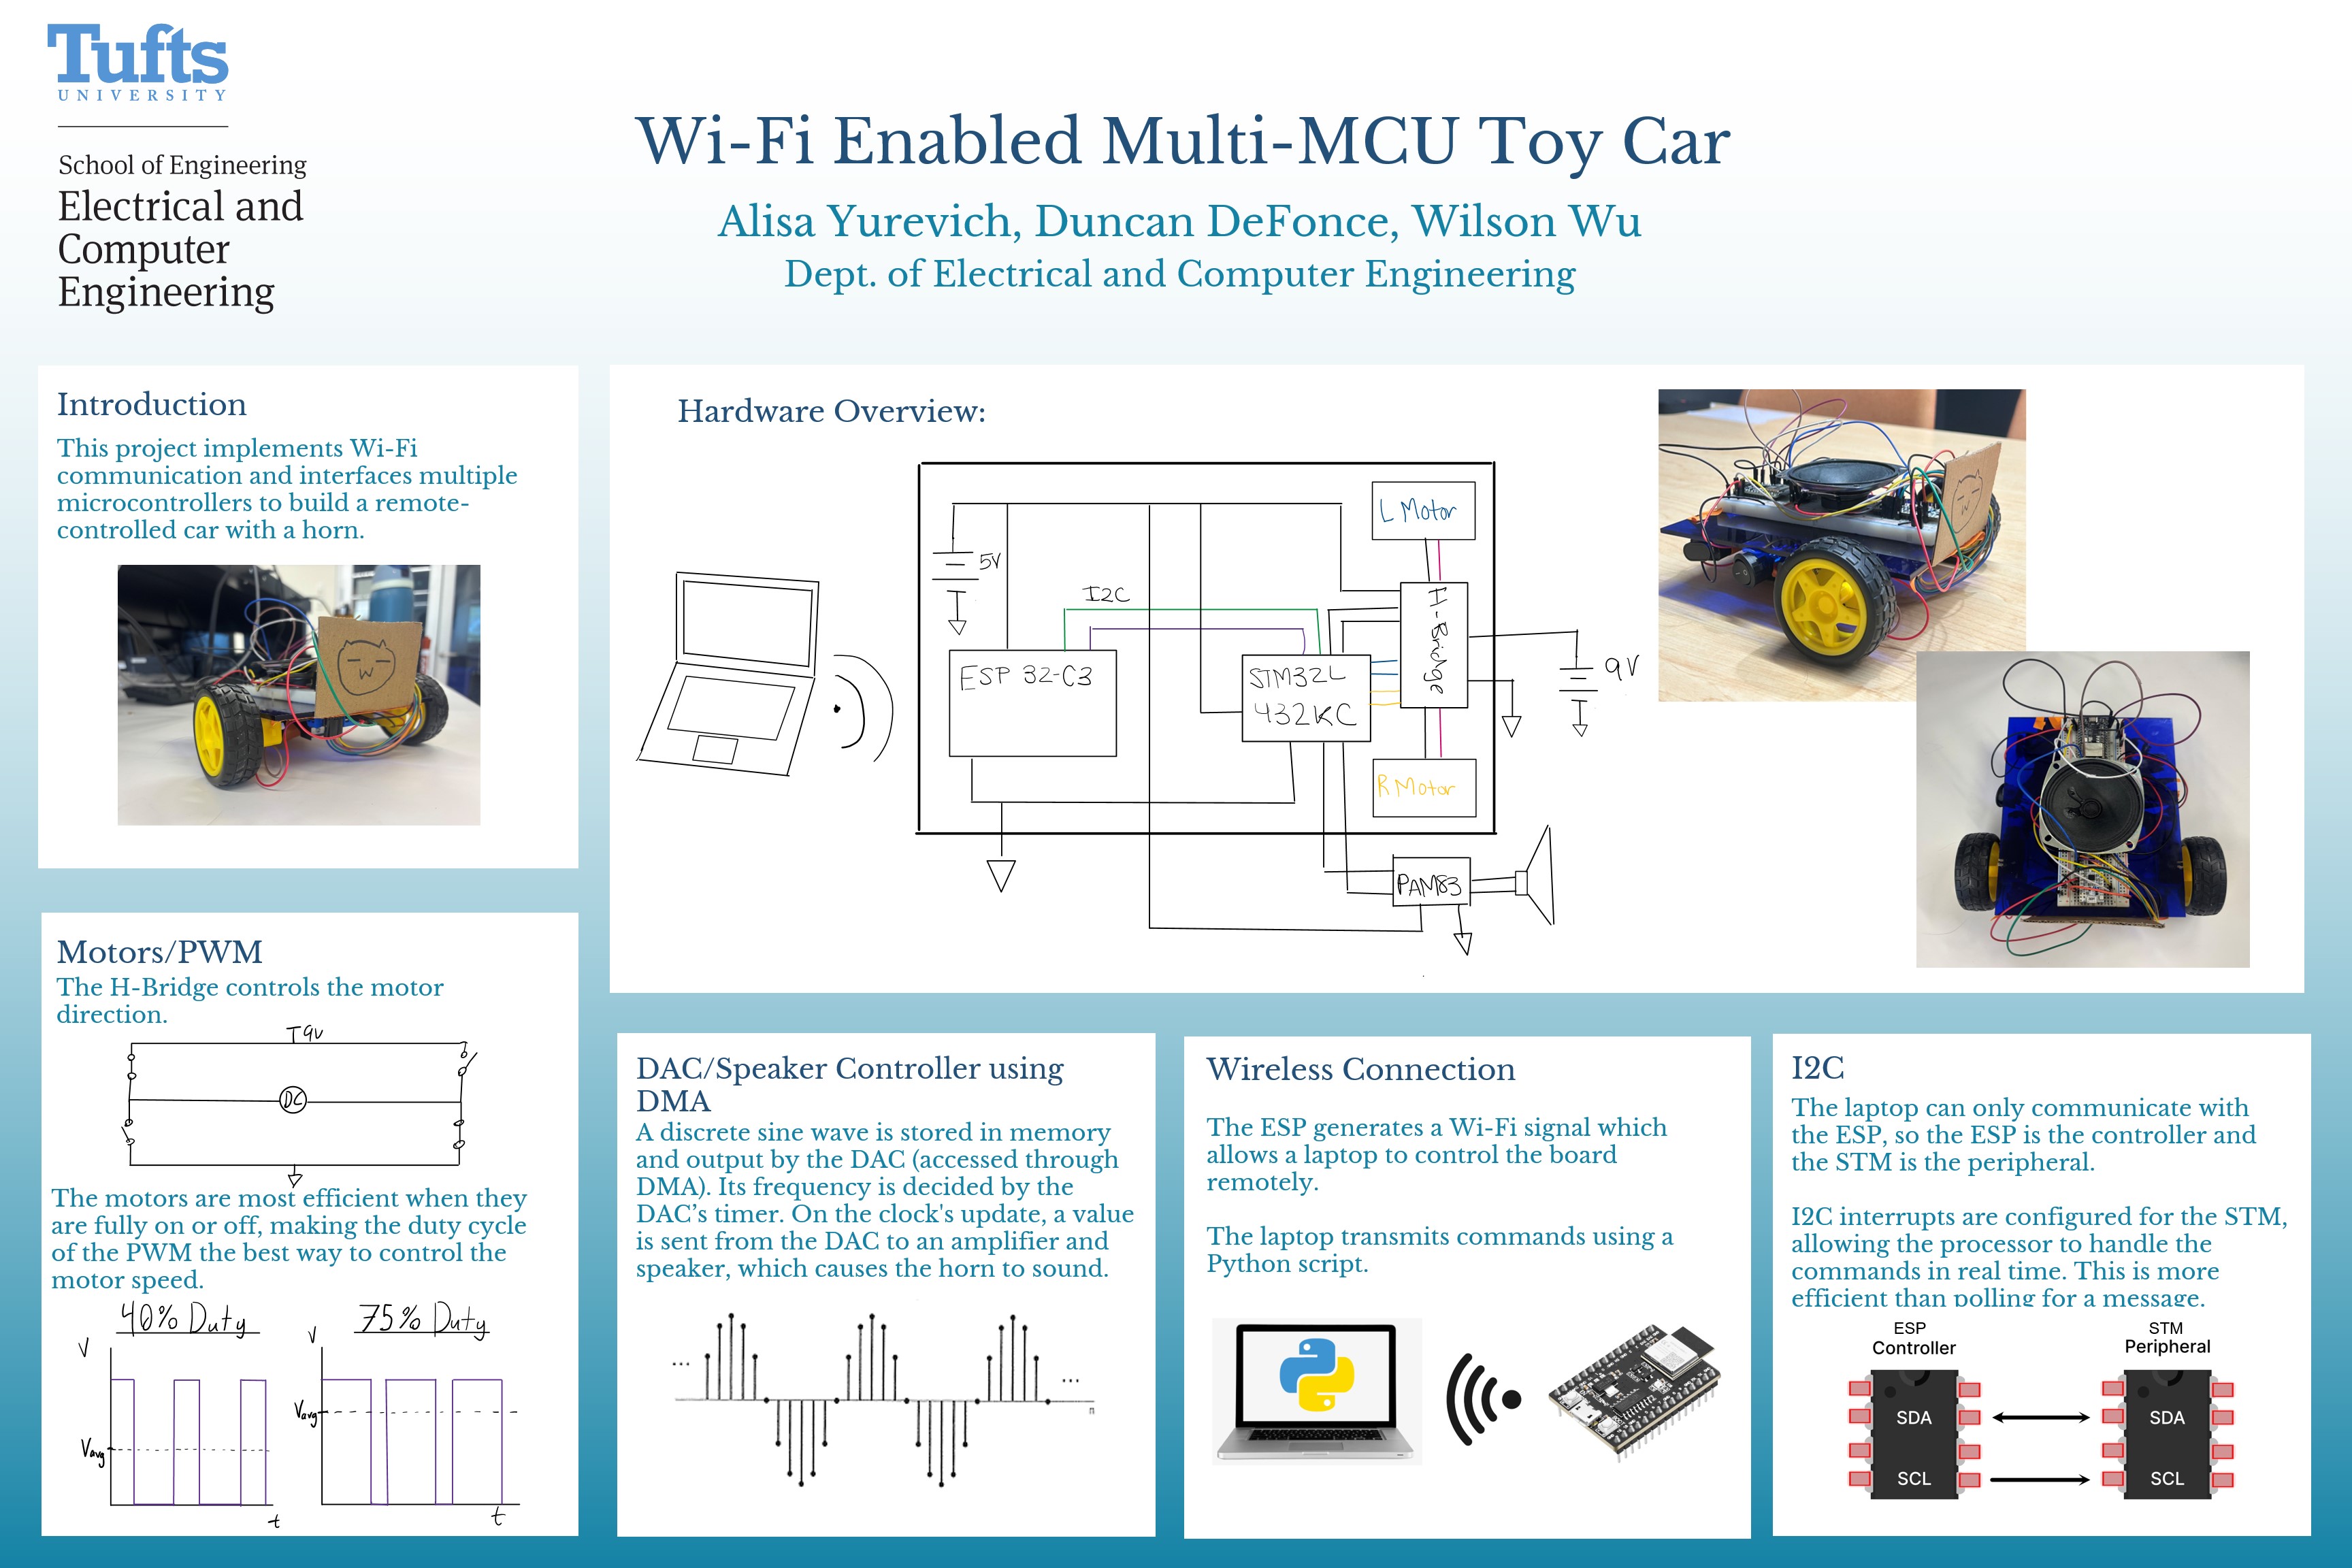 Tufts
UNIVERSITY
School of Engineering
Electrical and
Computer
Engineering
Wi-Fi Enabled Multi-MCU Toy Car
Alisa Yurevich, Duncan DeFonce, Wilson Wu
Dept. of Electrical and Computer Engineering
Introduction
This project implements Wi-Fi
communication and interfaces multiple
microcontrollers to build a remote-
controlled car with a horn.
Hardware Overview:
5V
I2C
ESP 32-C3
STM32L
432KC
L Motor
H-Bridge
R Motor
9V
PAM83
Motors/PWM
The H-Bridge controls the motor
direction.
9V
DC
The motors are most efficient when they
are fully on or off, making the duty cycle
of the PWM the best way to control the
motor speed.
40% Duty
V
Vavg
t
75% Duty
V
Vavg
t
DAC/Speaker Controller using
DMA
A discrete sine wave is stored in memory
and output by the DAC (accessed through
DMA). Its frequency is decided by the
DAC’s timer. On the clock's update, a value
is sent from the DAC to an amplifier and
speaker, which causes the horn to sound.
...
...
n
Wireless Connection
The ESP generates a Wi-Fi signal which
allows a laptop to control the board
remotely.
The laptop transmits commands using a
Python script.
I2C
The laptop can only communicate with
the ESP, so the ESP is the controller and
the STM is the peripheral.
I2C interrupts are configured for the STM,
allowing the processor to handle the
commands in real time. This is more
efficient than polling for a message.
ESP
Controller
STM
Peripheral
SDA
SDA
SCL
SCL